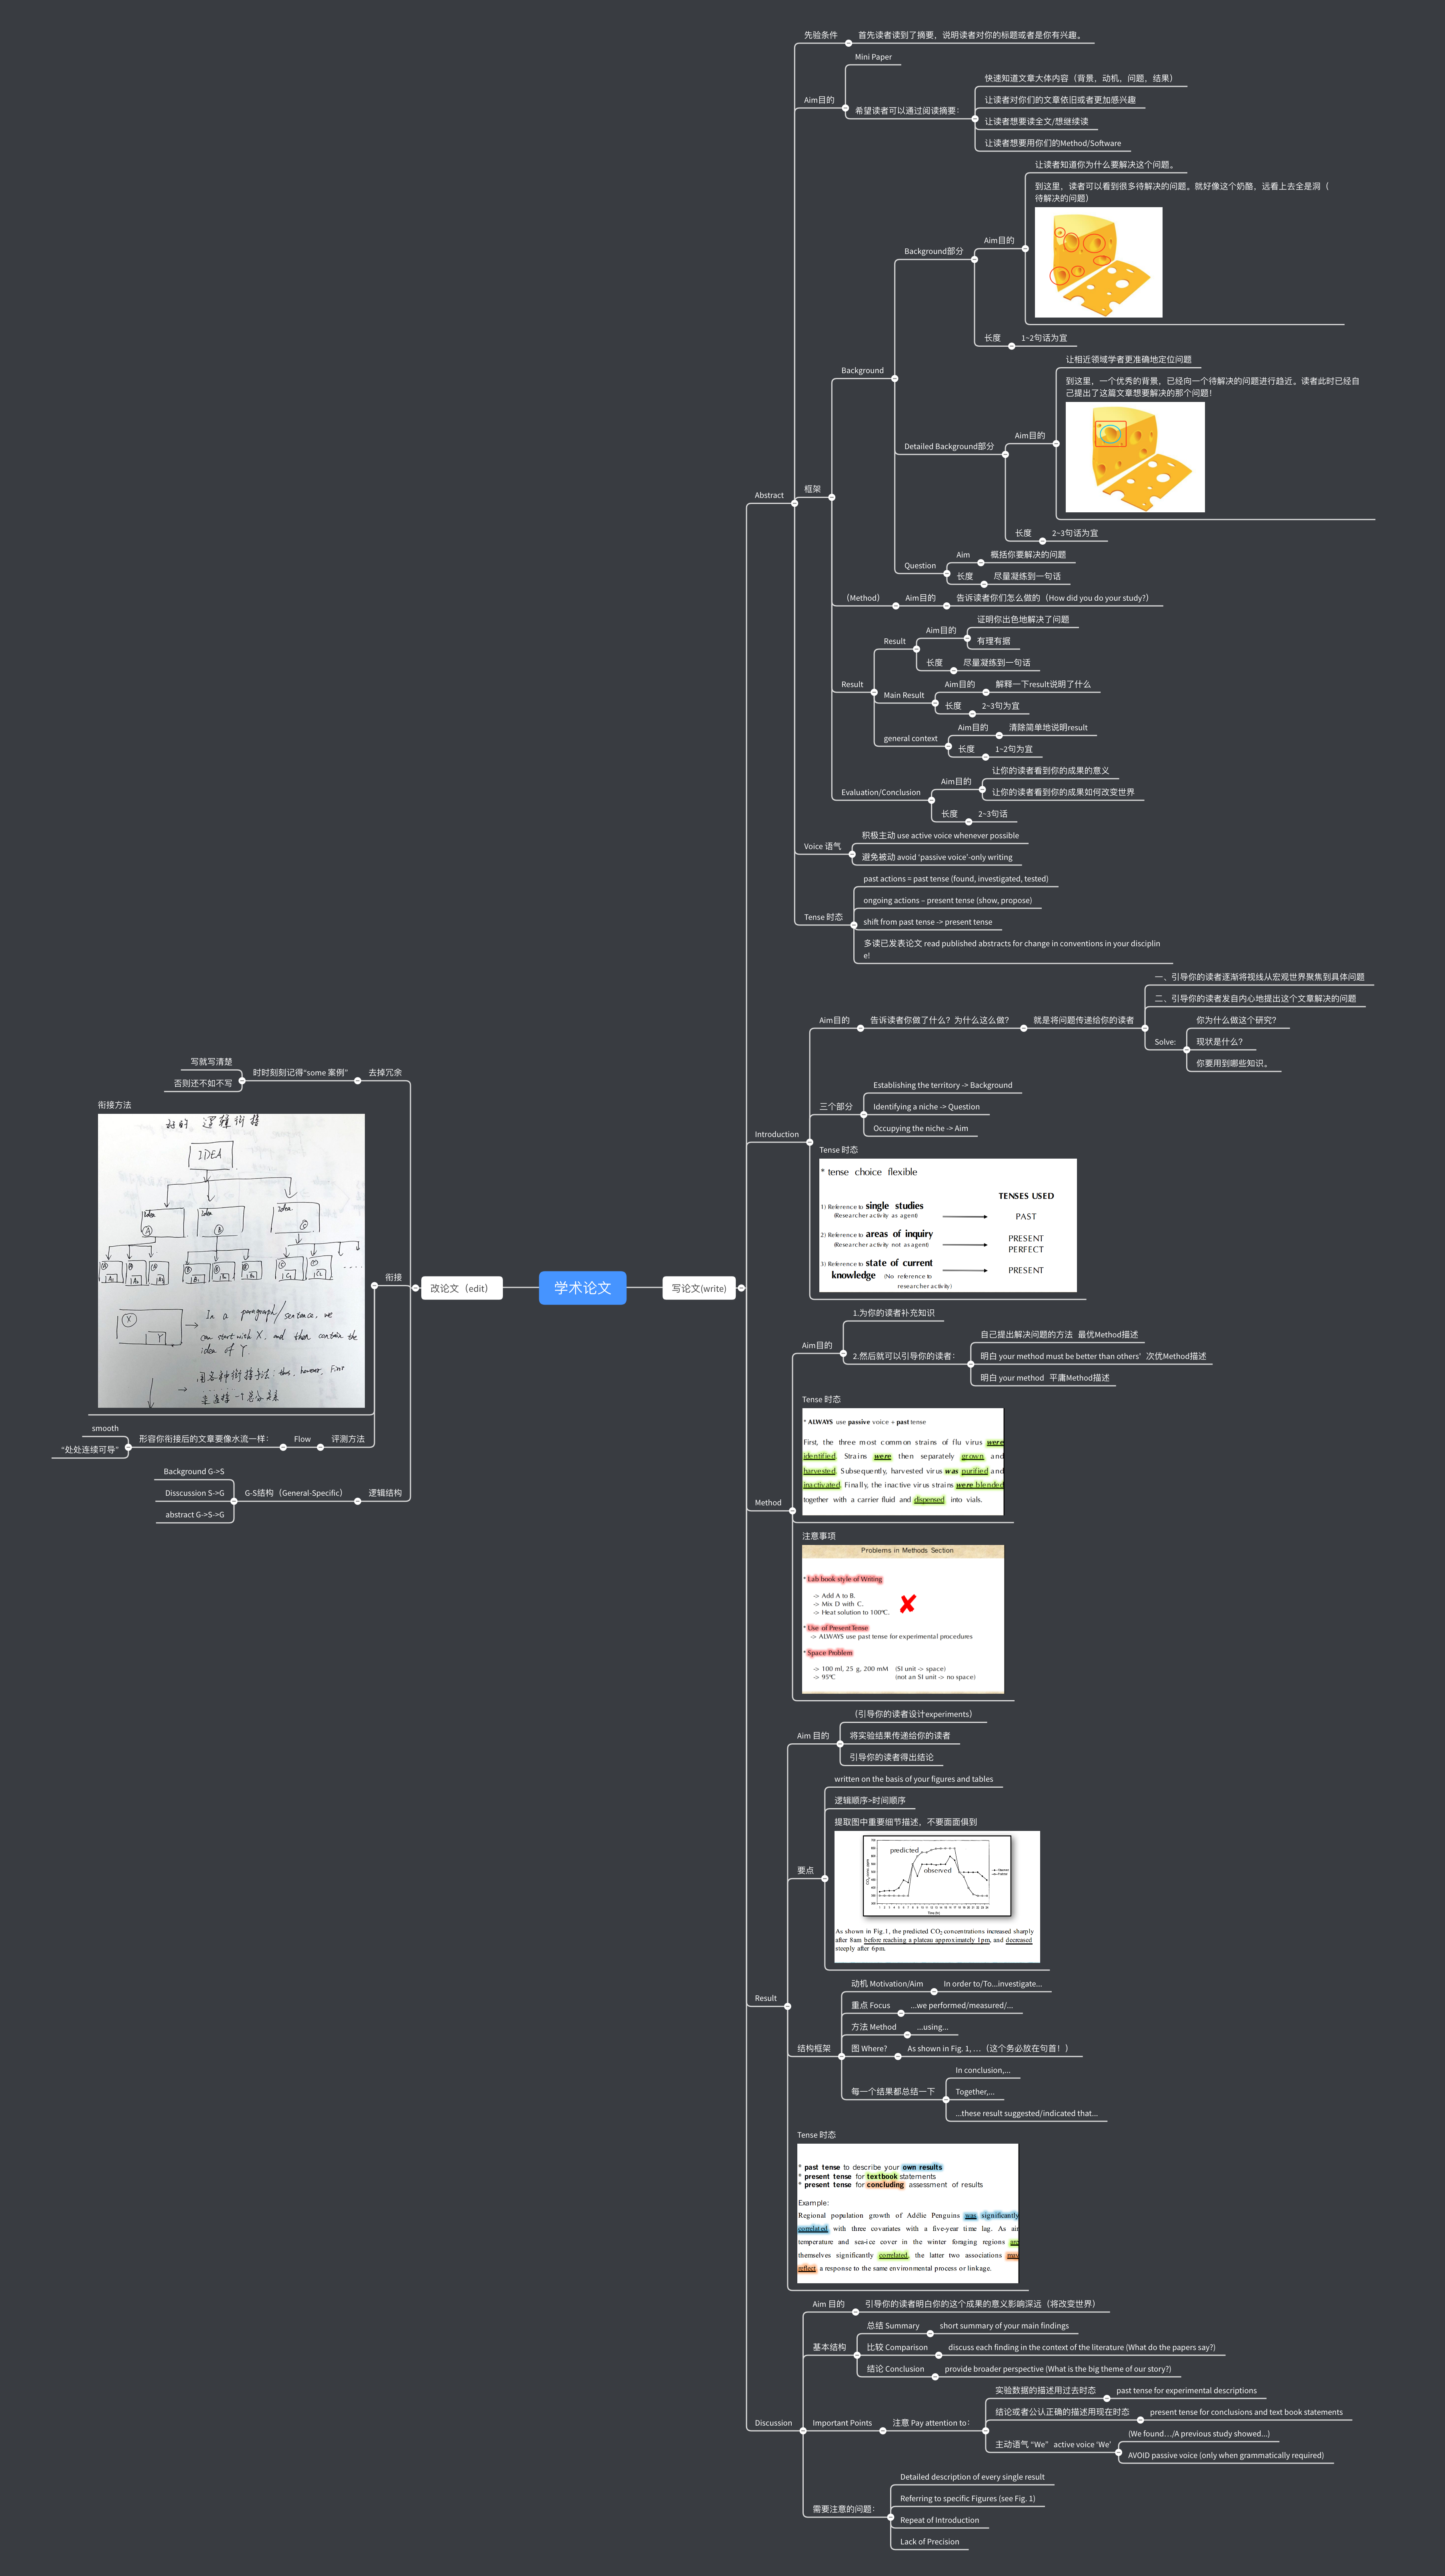 学术论文
写论文(write)
Abstract
先验条件
首先读者读到了摘要，说明读者对你的标题或者是你有兴趣。
Aim目的
Mini Paper
希望读者可以通过阅读摘要：
快速知道文章大体内容（背景，动机，问题，结果）
让读者对你们的文章依旧或者更加感兴趣
让读者想要读全文/想继续读
让读者想要用你们的Method/Software
框架
Background
Background部分
Aim目的
让读者知道你为什么要解决这个问题。
到这里，读者可以看到很多待解决的问题。就好像这个奶酪，远看上去全是洞（
待解决的问题）
长度
1~2句话为宜
Detailed Background部分
Aim目的
让相近领域学者更准确地定位问题
到这里，一个优秀的背景，已经向一个待解决的问题进行趋近。读者此时已经自
己提出了这篇文章想要解决的那个问题！
长度
2~3句话为宜
Question
Aim
概括你要解决的问题
长度
尽量凝练到一句话
（Method）
Aim目的
告诉读者你们怎么做的（How did you do your study?）
Result
Result
Aim目的
证明你出色地解决了问题
有理有据
长度
尽量凝练到一句话
Main Result
Aim目的
解释一下result说明了什么
长度
2~3句为宜
general context
Aim目的
清除简单地说明result
长度
1~2句为宜
Evaluation/Conclusion
Aim目的
让你的读者看到你的成果的意义
让你的读者看到你的成果如何改变世界
长度
2~3句话
Voice 语气
积极主动 use active voice whenever possible
避免被动 avoid ‘passive voice’-only writing
Tense 时态
past actions = past tense (found, investigated, tested)
ongoing actions – present tense (show, propose)
shift from past tense -> present tense
多读已发表论文 read published abstracts for change in conventions in your disciplin
e!
Introduction
Aim目的
告诉读者你做了什么？为什么这么做？
就是将问题传递给你的读者
一、引导你的读者逐渐将视线从宏观世界聚焦到具体问题
二、引导你的读者发自内心地提出这个文章解决的问题
Solve:
你为什么做这个研究？
现状是什么？
你要用到哪些知识。
三个部分
Establishing the territory -> Background
Identifying a niche -> Question
Occupying the niche -> Aim
Tense 时态
* tense choice flexible
TENSES USED
1) Reference to single studies
(Researcher activity as agent)
PAST
2) Reference to areas of inquiry
(Researcher activity not as agent)
PRESENT
PERFECT
3) Reference to state of current
knowledge (No reference to
researcher activity)
PRESENT
Method
Aim目的
1.为你的读者补充知识
2.然后就可以引导你的读者：
自己提出解决问题的方法 最优Method描述
明白 your method must be better than others' 次优Method描述
明白 your method 平庸Method描述
Tense 时态
* ALWAYS use passive voice + past tense
First, the three most common strains of flu virus were
identified. Strains were then separately grown and
harvested. Subsequently, harvested virus was purified and
inactivated. Finally, the inactive virus strains were blended
together with a carrier fluid and dispensed into vials.
注意事项
Problems in Methods Section
* Lab book style of Writing
-> Add A to B.
-> Mix D with C.
-> Heat solution to 100ºC.
* Use of Present Tense
-> ALWAYS use past tense for experimental procedures
* Space Problem
-> 100 ml, 25 g, 200 mM (SI unit -> space)
-> 95ºC (not an SI unit -> no space)
Result
Aim 目的
（引导你的读者设计experiments）
将实验结果传递给你的读者
引导你的读者得出结论
要点
written on the basis of your figures and tables
逻辑顺序>时间顺序
提取图中重要细节描述，不要面面俱到
predicted
observed
As shown in Fig.1, the predicted CO2 concentrations increased sharply
after 8am before reaching a plateau approximately 1pm, and decreased
steeply after 6pm.
结构框架
动机 Motivation/Aim
In order to/To...investigate...
重点 Focus
...we performed/measured/...
方法 Method
...using...
图 Where?
As shown in Fig. 1, …（这个务必放在句首！）
每一个结果都总结一下
In conclusion,...
Together,...
...these result suggested/indicated that...
Tense 时态
* past tense to describe your own results
* present tense for textbook statements
* present tense for concluding assessment of results
Example:
Regional population growth of Adélie Penguins was significantly
correlated with three covariates with a five-year time lag. As air
temperature and sea-ice cover in the winter foraging regions are
themselves significantly correlated, the latter two associations may
reflect a response to the same environmental process or linkage.
Discussion
Aim 目的
引导你的读者明白你的这个成果的意义影响深远（将改变世界）
基本结构
总结 Summary
short summary of your main findings
比较 Comparison
discuss each finding in the context of the literature (What do the papers say?)
结论 Conclusion
provide broader perspective (What is the big theme of our story?)
Important Points
注意 Pay attention to：
实验数据的描述用过去时态
past tense for experimental descriptions
结论或者公认正确的描述用现在时态
present tense for conclusions and text book statements
主动语气 “We” active voice ‘We’
(We found…/A previous study showed...)
AVOID passive voice (only when grammatically required)
需要注意的问题：
Detailed description of every single result
Referring to specific Figures (see Fig. 1)
Repeat of Introduction
Lack of Precision
改论文（edit）
去掉冗余
时时刻刻记得“some 案例”
写就写清楚
否则还不如不写
衔接
衔接方法
树的 逻辑衔接
IDEA
Idea
A
Idea
B
Idea
C
X
Y
In a paragraph/sentence, we
can start with X, and then contain the
idea of Y.
用各种衔接手法: this, however, First
评测方法
Flow
形容你衔接后的文章要像水流一样：
smooth
“处处连续可导”
逻辑结构
G-S结构（General-Specific）
Background G->S
Disscussion S->G
abstract G->S->G